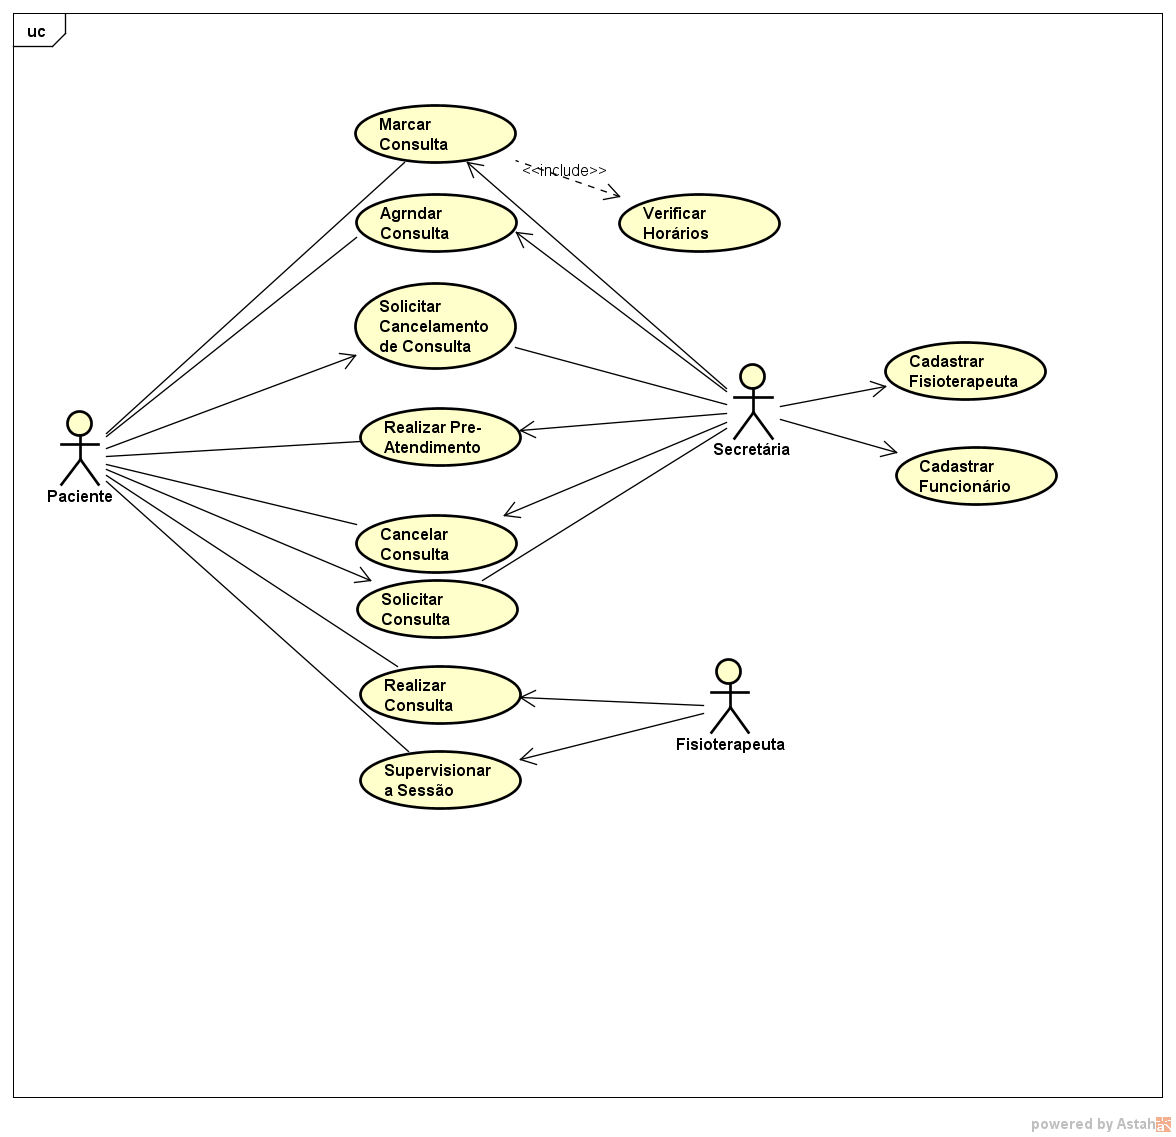 uc
Marcar
Consulta
<<include>>
Agrndar
Consulta
Verificar
Horários
Solicitar
Cancelamento
de Consulta
Cadastrar
Fisioterapeuta
Realizar Pre-
Atendimento
Secretária
Paciente
Cadastrar
Funcionário
Cancelar
Consulta
Solicitar
Consulta
Realizar
Consulta
Fisioterapeuta
Supervisionar
a Sessão
powered by Astah